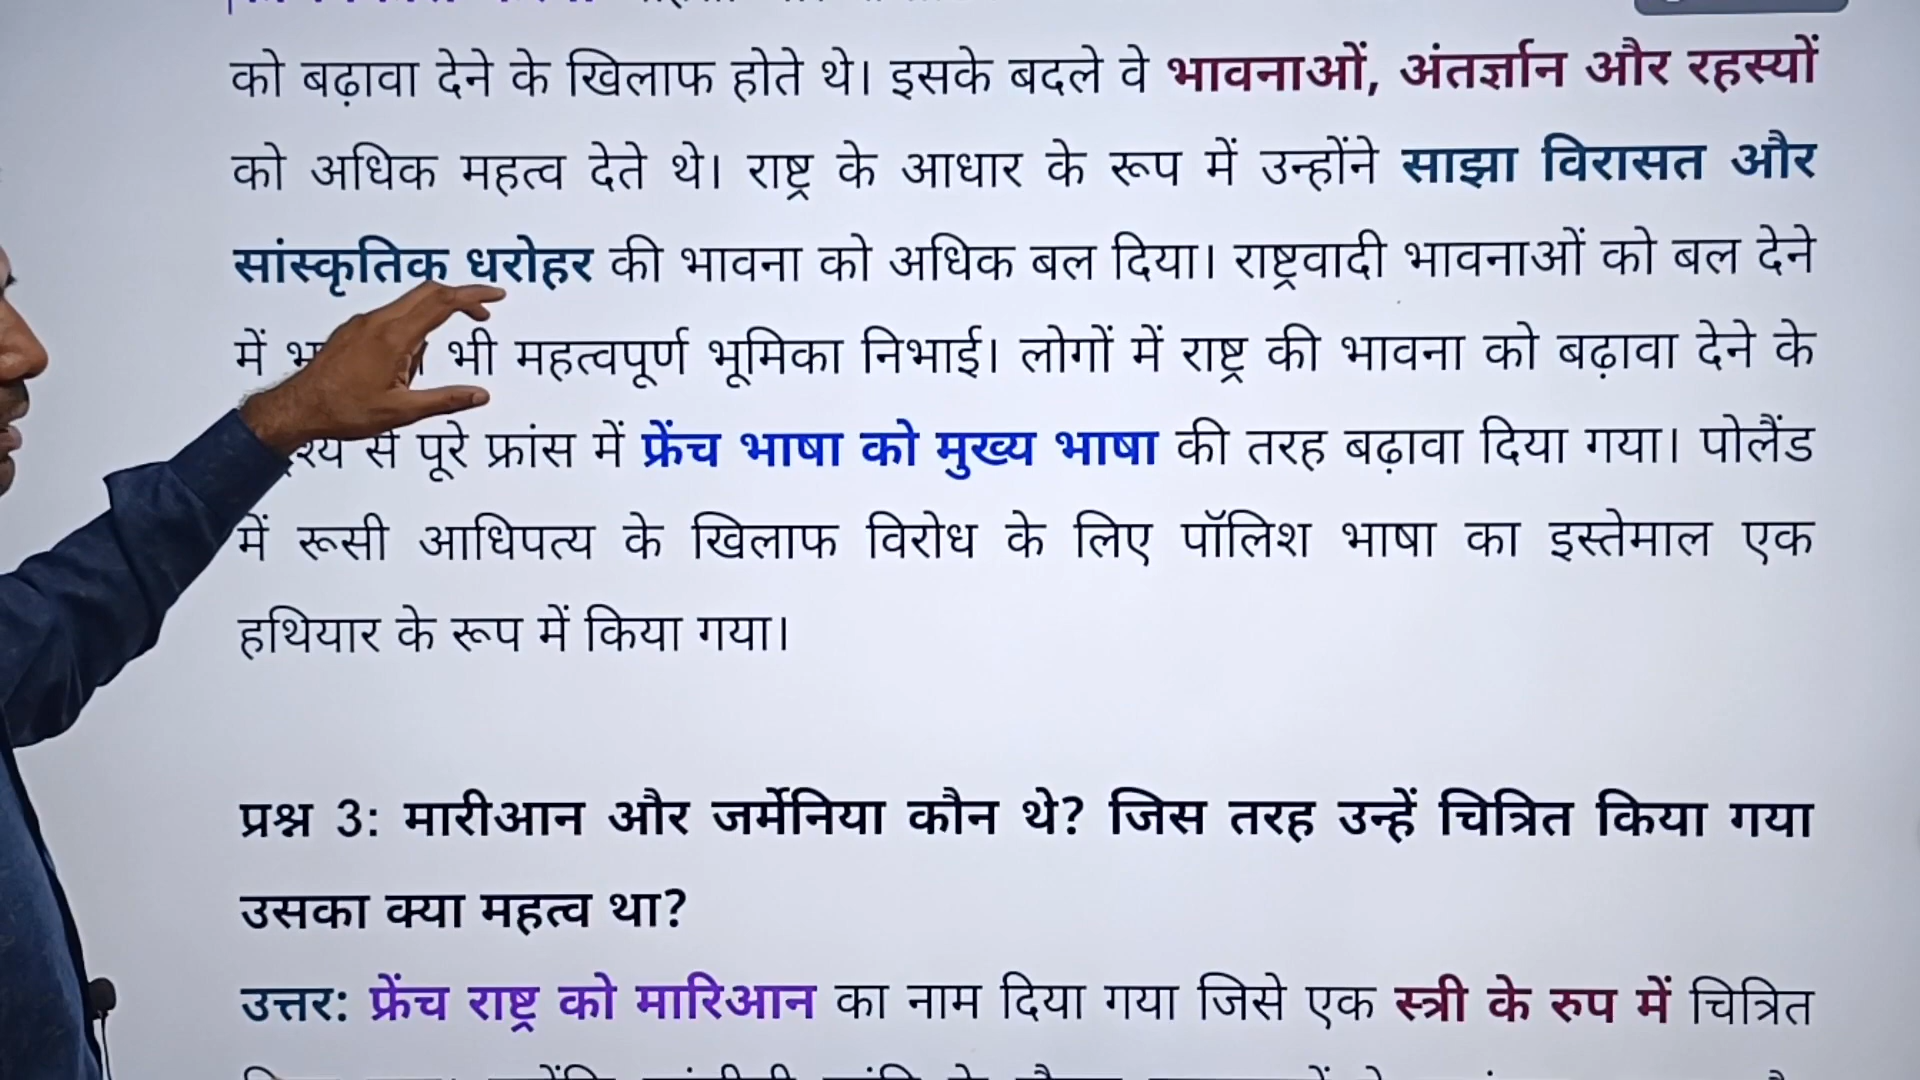 को बढ़ावा देने के खिलाफ होते थे। इसके बदले वे भावनाओं, अंतर्ज्ञान और रहस्यों
को अधिक महत्व देते थे। राष्ट्र के आधार के रूप में उन्होंने साझा विरासत और
सांस्कृतिक धरोहर की भावना को अधिक बल दिया। राष्ट्रवादी भावनाओं को बल देने
में भी महत्वपूर्ण भूमिका निभाई। लोगों में राष्ट्र की भावना को बढ़ावा देने के
से पूरे फ्रांस में फ्रेंच भाषा को मुख्य भाषा की तरह बढ़ावा दिया गया। पोलैंड
में रूसी आधिपत्य के खिलाफ विरोध के लिए पॉलिश भाषा का इस्तेमाल एक
हथियार के रूप में किया गया।
प्रश्न 3: मारीआन और जर्मेनिया कौन थे? जिस तरह उन्हें चित्रित किया गया
उसका क्या महत्व था?
उत्तर: फ्रेंच राष्ट्र को मारिआन का नाम दिया गया जिसे एक स्त्री के रुप में चित्रित